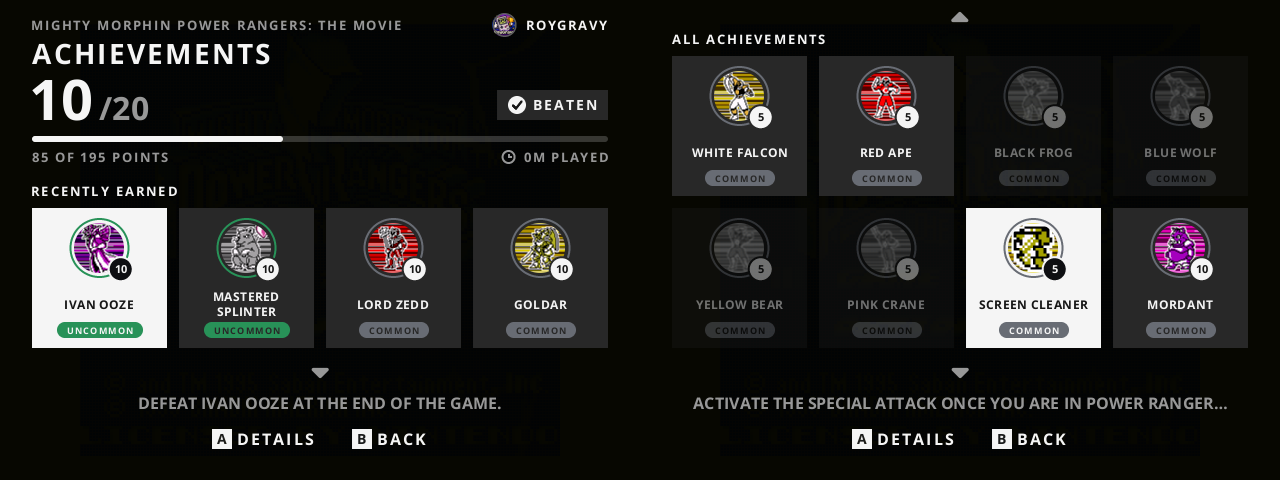 MIGHTY MORPHIN POWER RANGERS: THE MOVIE
ROYGRAVY
ACHIEVEMENTS
10 /20
BEATEN
85 OF 195 POINTS
0M PLAYED
RECENTLY EARNED
10
10
10
10
IVAN OOZE
MASTERED
SPLINTER
LORD ZEDD
GOLDAR
UNCOMMON
UNCOMMON
COMMON
COMMON
DEFEAT IVAN OOZE AT THE END OF THE GAME.
A DETAILS
B BACK
ALL ACHIEVEMENTS
5
5
5
5
WHITE FALCON
RED APE
BLACK FROG
BLUE WOLF
COMMON
COMMON
COMMON
COMMON
5
5
5
10
YELLOW BEAR
PINK CRANE
SCREEN CLEANER
MORDANT
COMMON
COMMON
COMMON
COMMON
ACTIVATE THE SPECIAL ATTACK ONCE YOU ARE IN POWER RANGER...
A DETAILS
B BACK